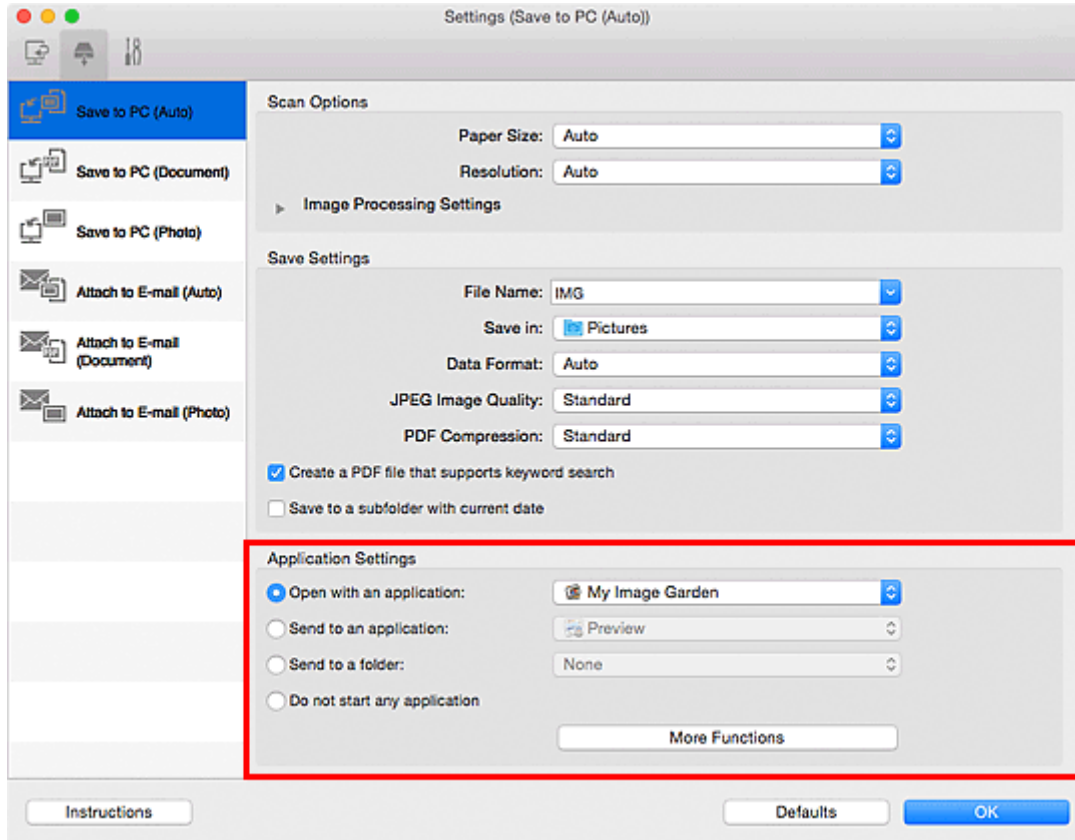 Settings (Save to PC (Auto))
Save to PC (Auto)
Save to PC (Document)
Save to PC (Photo)
Attach to E-mail (Auto)
Attach to E-mail
(Document)
Attach to E-mail (Photo)
Scan Options
Paper Size: Auto
Resolution: Auto
Image Processing Settings
Save Settings
File Name: IMG
Save in: Pictures
Data Format: Auto
JPEG Image Quality: Standard
PDF Compression: Standard
Create a PDF file that supports keyword search
Save to a subfolder with current date
Application Settings
Open with an application: My Image Garden
Send to an application: Preview
Send to a folder: None
Do not start any application
More Functions
Instructions
Defaults
OK